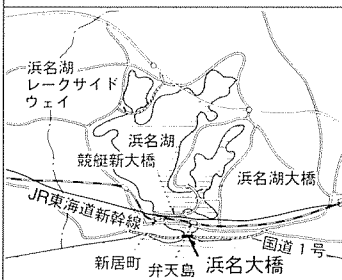 浜名湖
レークサイド
ウェイ
浜名湖
競艇新大橋
浜名湖大橋
JR東海道新幹線
国道1号
新居町
弁天島
浜名大橋